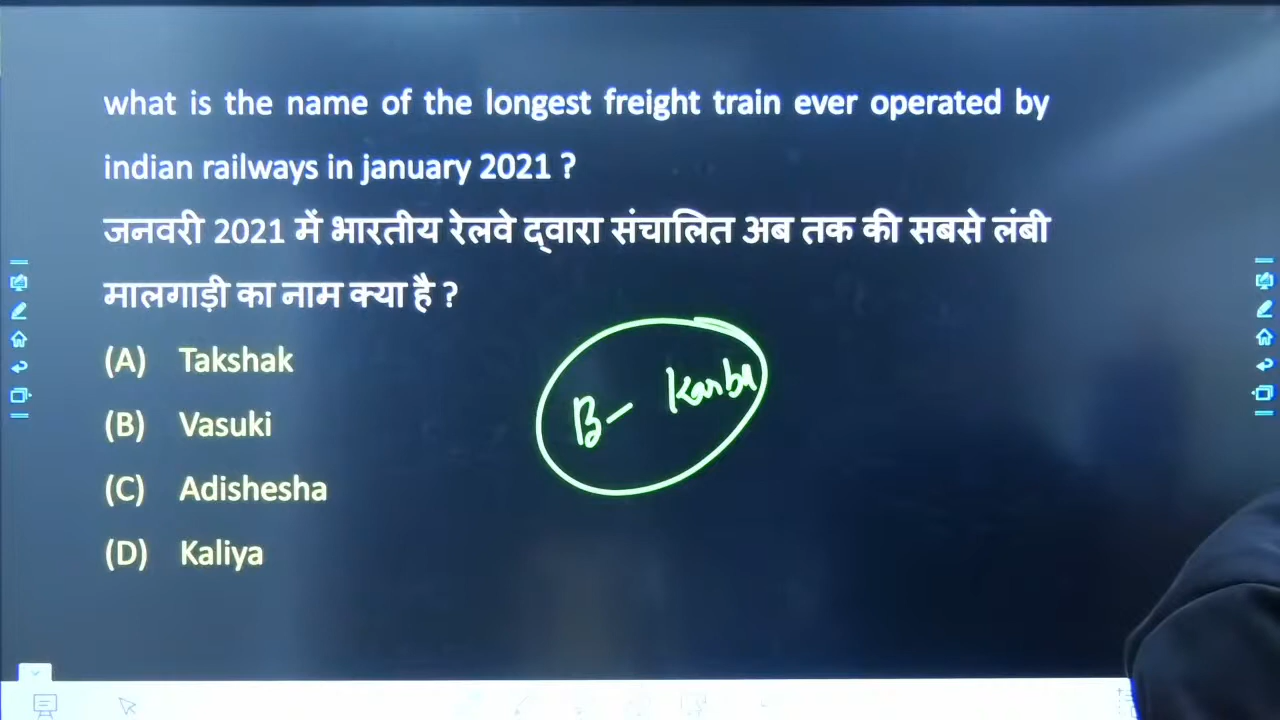 what is the name of the longest freight train ever operated by
indian railways in january 2021 ?
जनवरी 2021 में भारतीय रेलवे द्वारा संचालित अब तक की सबसे लंबी
मालगाड़ी का नाम क्या है ?
(A) Takshak
(B) Vasuki
B-
(C) Adishesha
(D) Kaliya